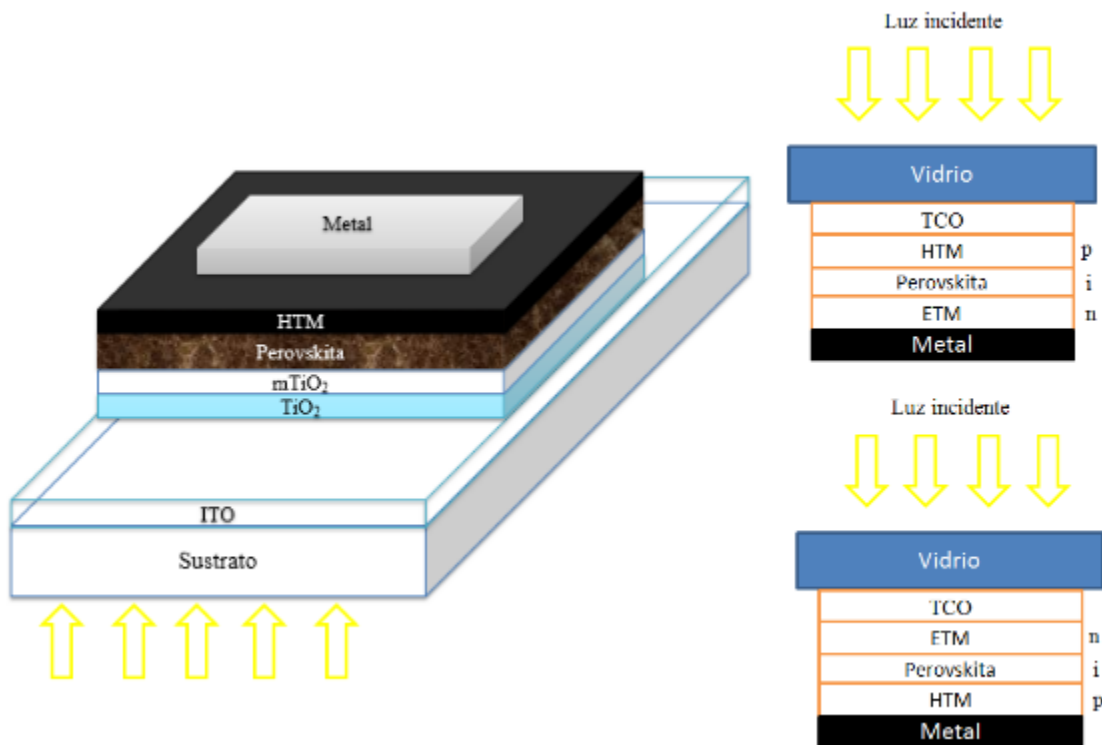 Metal
HTM
Perovskita
mTiO₂
TiO₂
ITO
Sustrato
Luz incidente
Vidrio
TCO
HTM p
Perovskita i
ETM n
Metal
Luz incidente
Vidrio
TCO
ETM n
Perovskita i
HTM p
Metal